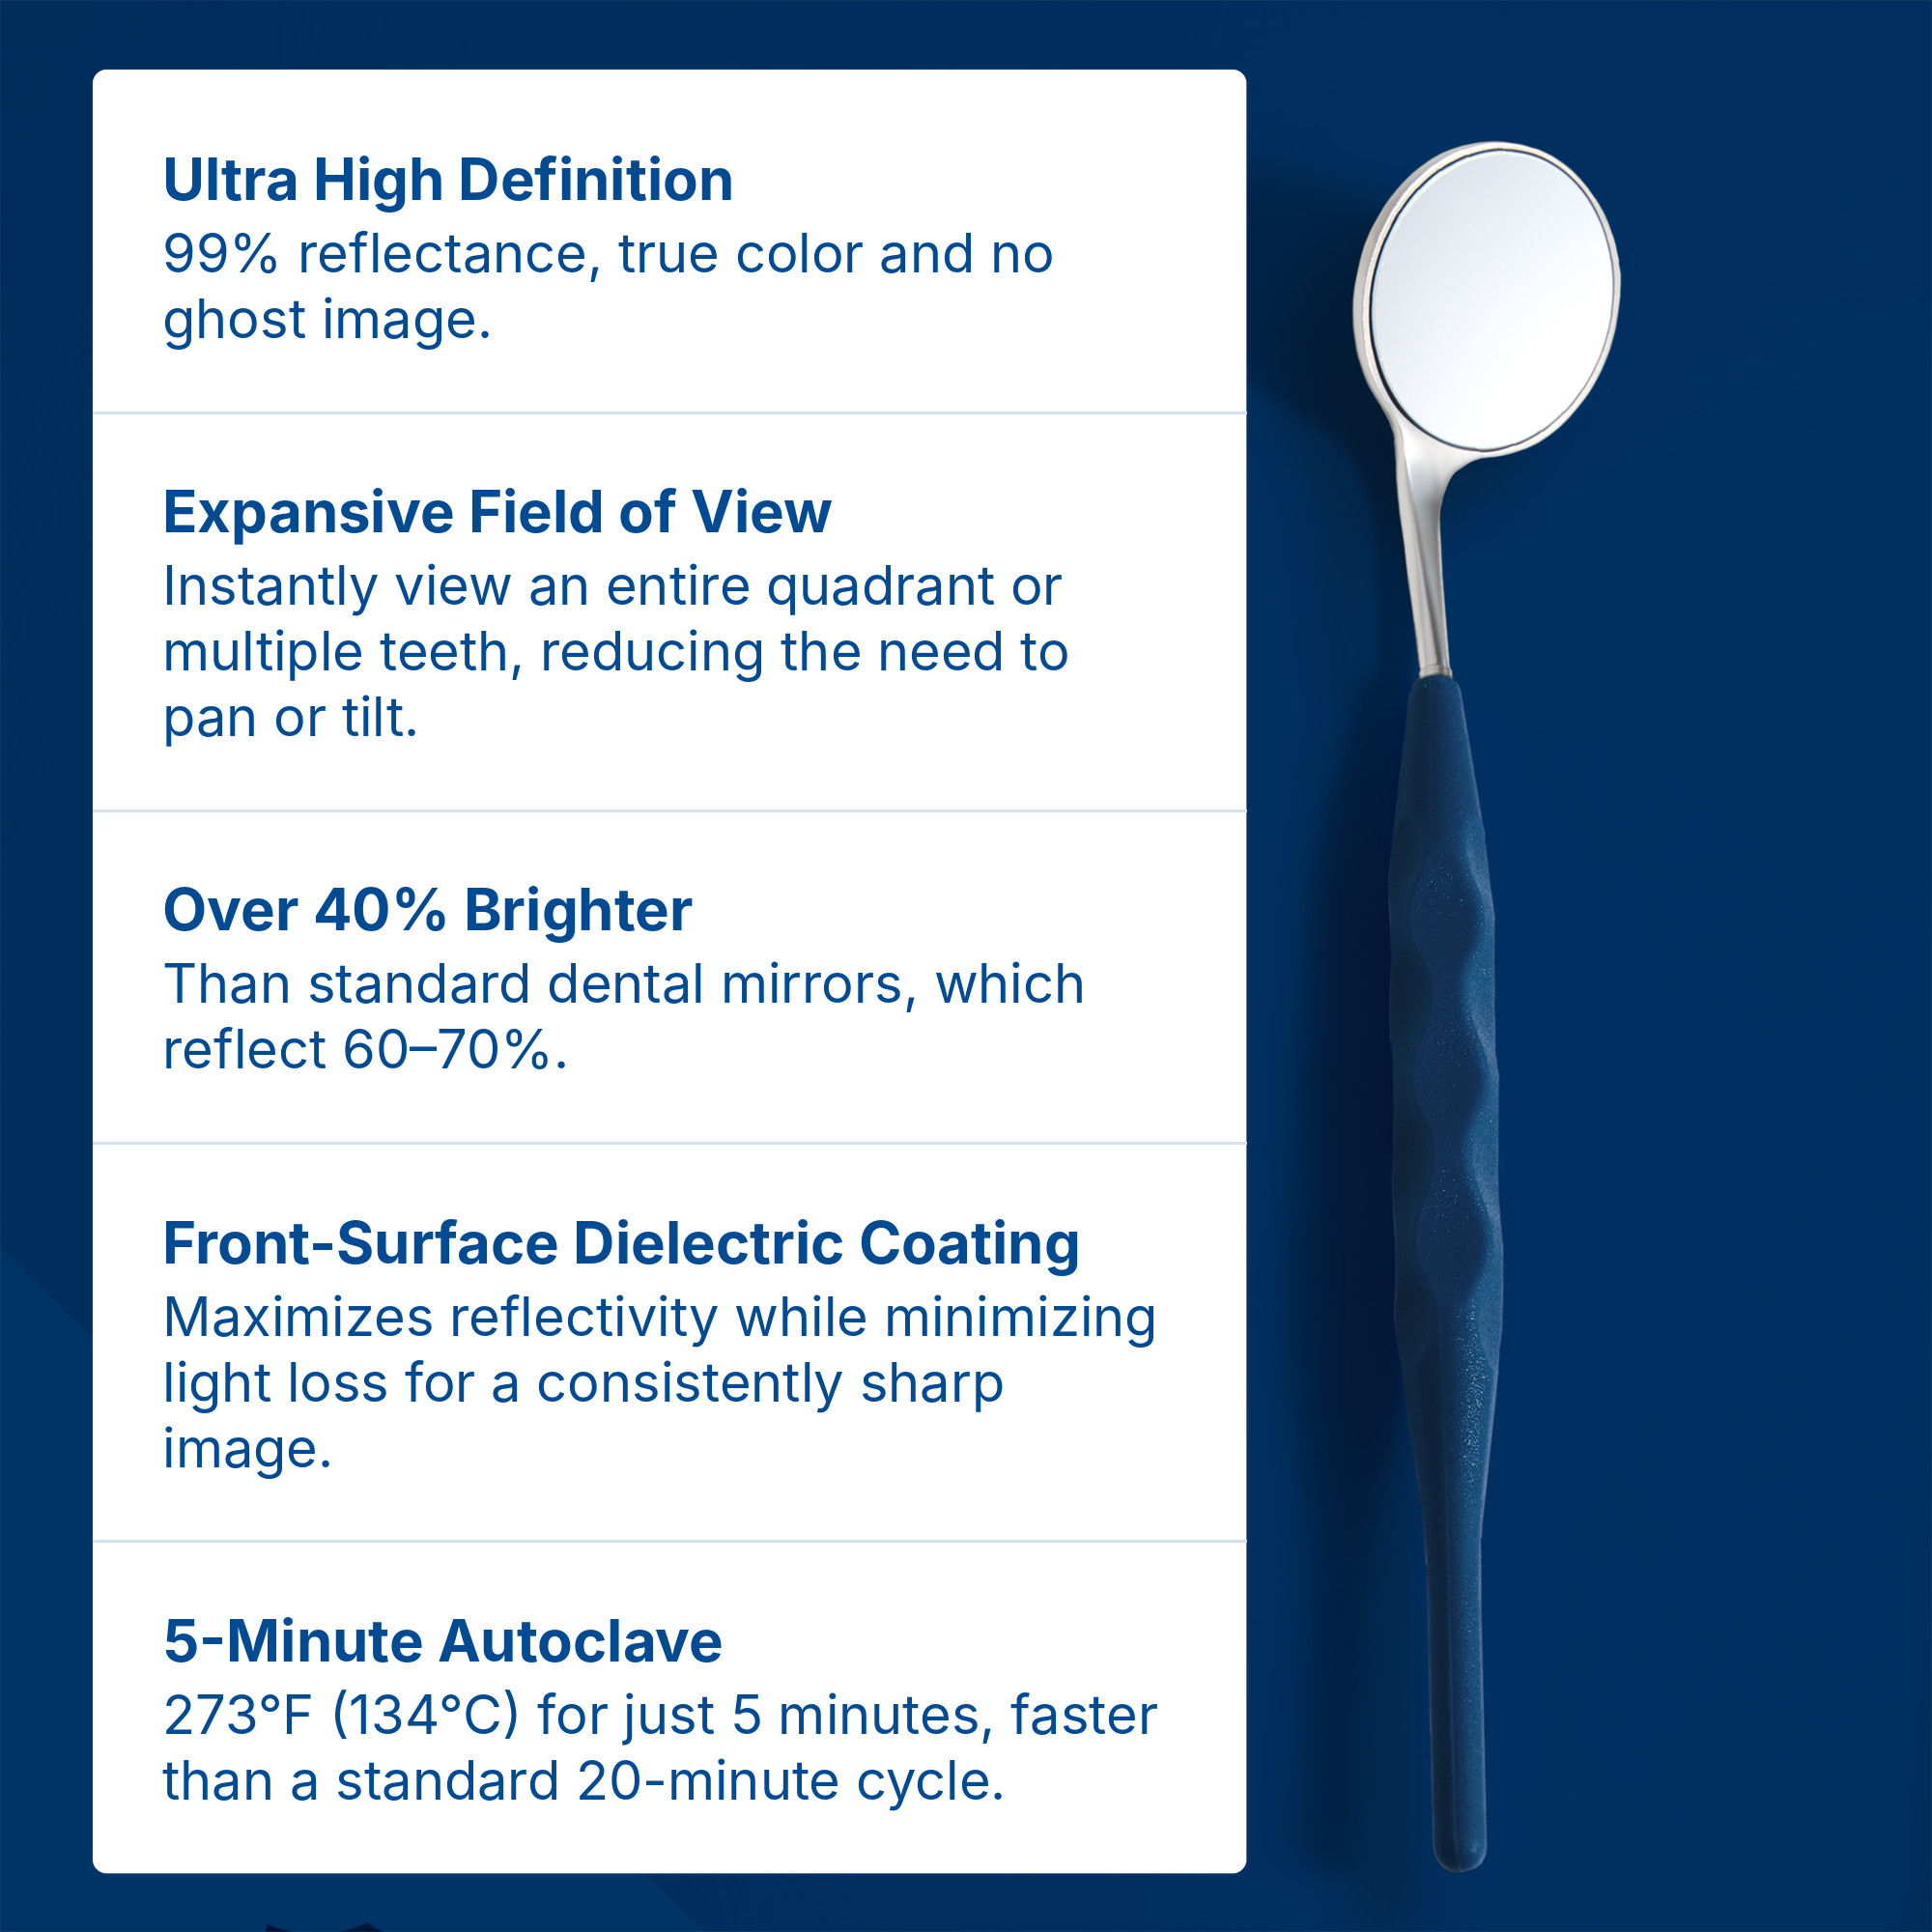 Ultra High Definition
99% reflectance, true color and no
ghost image.
Expansive Field of View
Instantly view an entire quadrant or
multiple teeth, reducing the need to
pan or tilt.
Over 40% Brighter
Than standard dental mirrors, which
reflect 60–70%.
Front-Surface Dielectric Coating
Maximizes reflectivity while minimizing
light loss for a consistently sharp
image.
5-Minute Autoclave
273°F (134°C) for just 5 minutes, faster
than a standard 20-minute cycle.